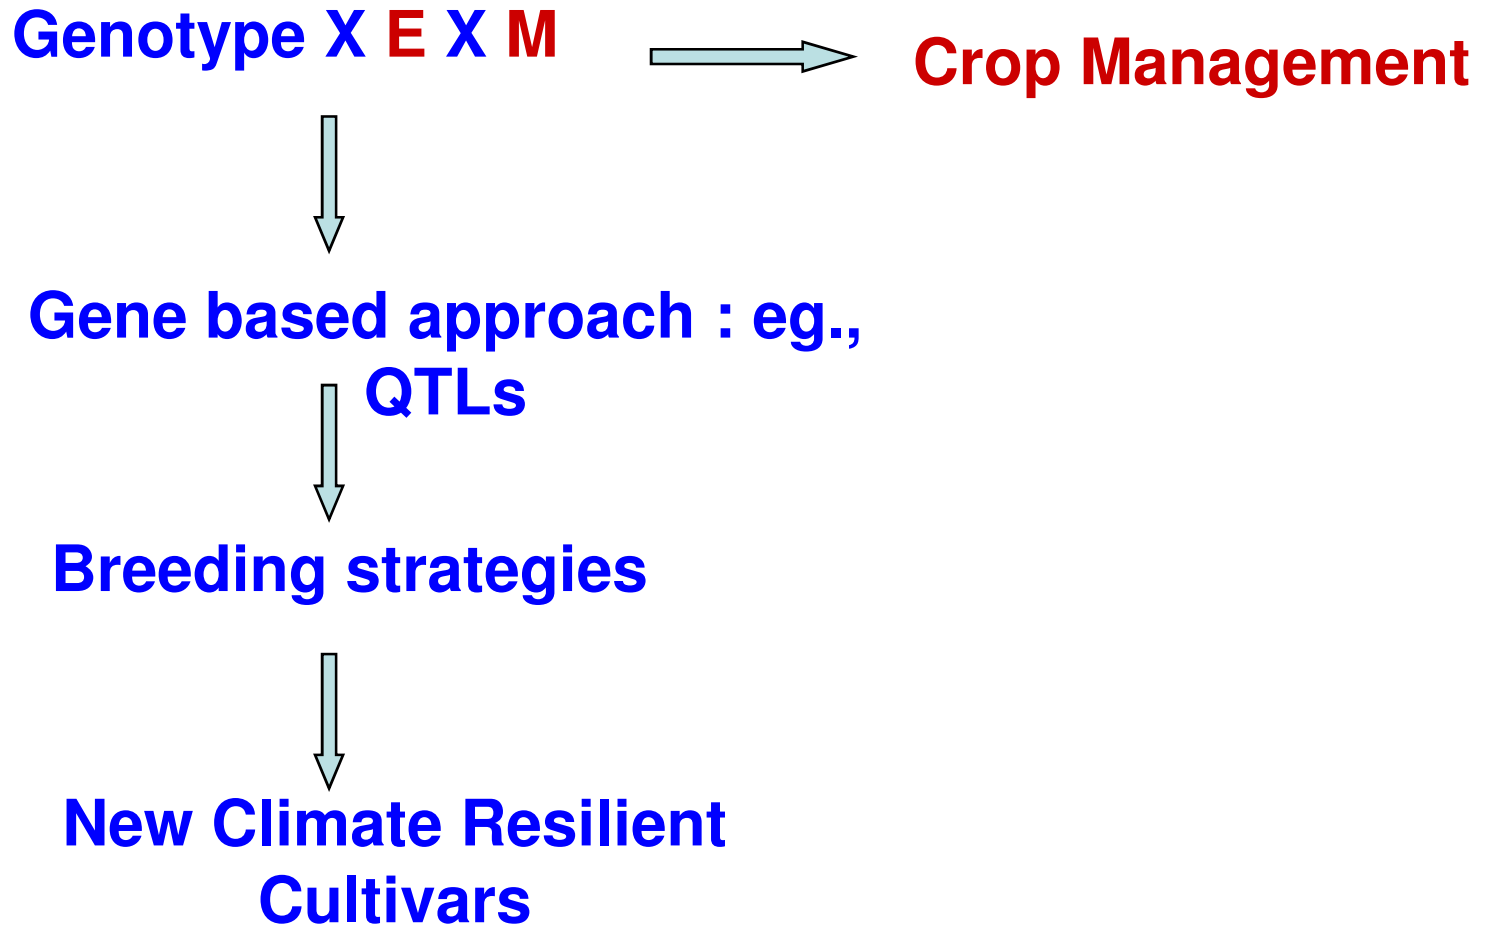 Genotype X E X M
Crop Management
Gene based approach : eg.,
QTLs
Breeding strategies
New Climate Resilient
Cultivars